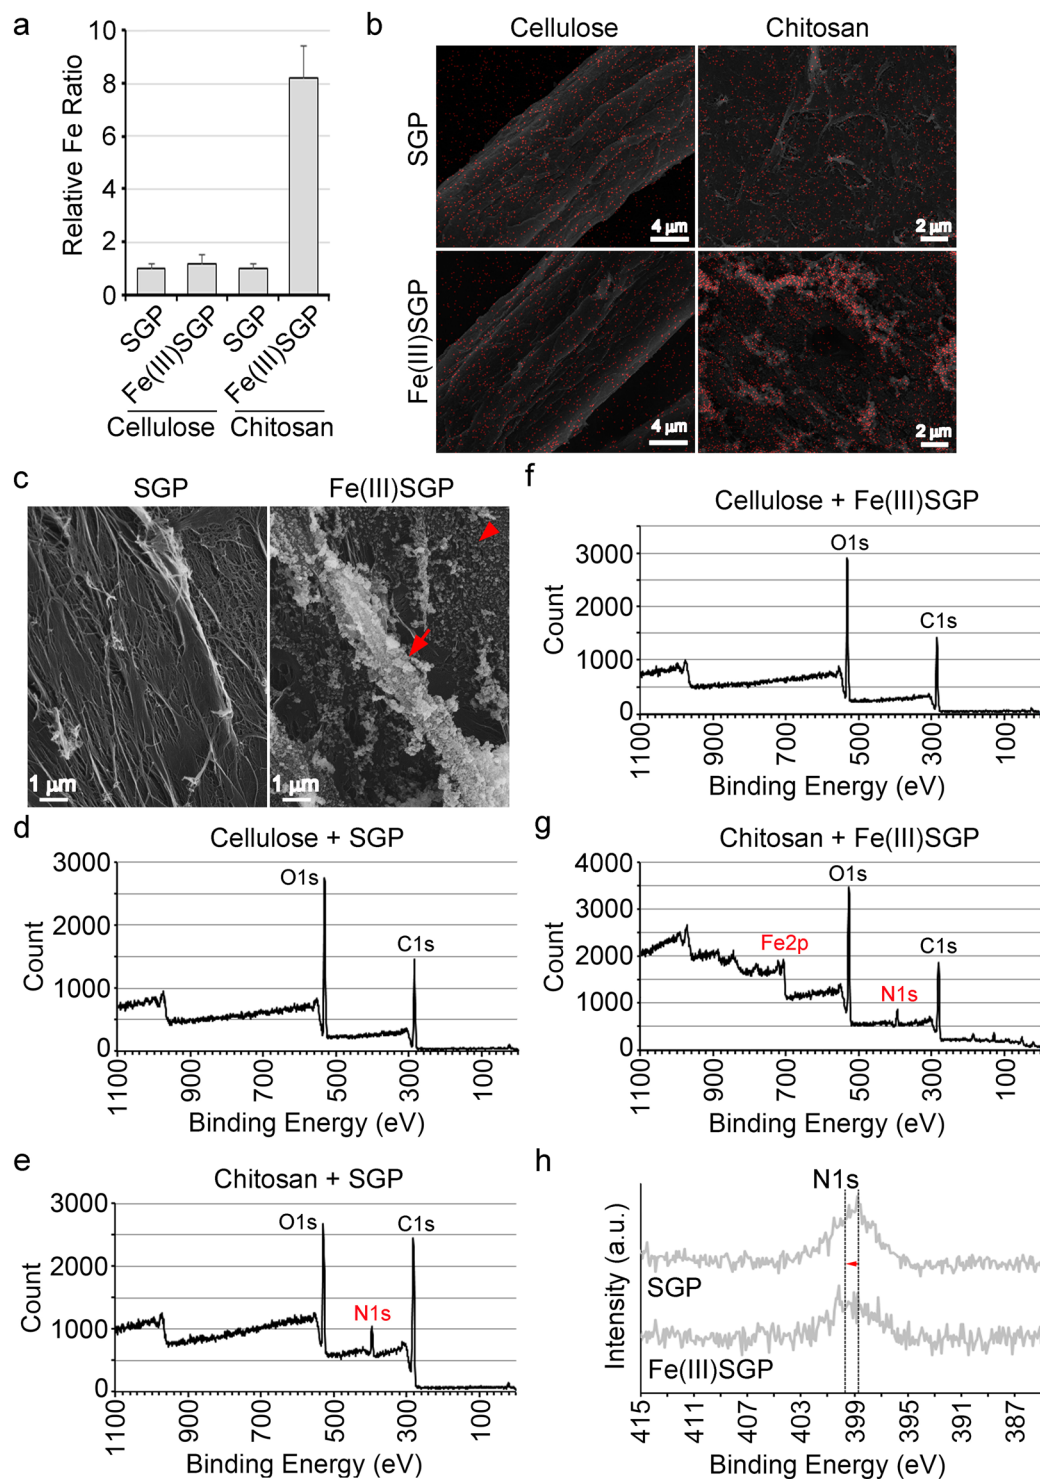 a
10
8
6
4
2
0
Relative Fe Ratio
SGP
Fe(III)SGP
SGP
Fe(III)SGP
Cellulose Chitosan
b
Cellulose Chitosan
SGP
Fe(III)SGP
4 μm
2 μm
4 μm
2 μm
c
SGP Fe(III)SGP
1 μm
1 μm
d
Cellulose + SGP
3000
2000
1000
0
Count
O1s
C1s
1100 900 700 500 300 100
Binding Energy (eV)
e
Chitosan + SGP
3000
2000
1000
0
Count
O1s
N1s
C1s
1100 900 700 500 300 100
Binding Energy (eV)
f
Cellulose + Fe(III)SGP
3000
2000
1000
0
Count
O1s
C1s
1100 900 700 500 300 100
Binding Energy (eV)
g
Chitosan + Fe(III)SGP
4000
3000
2000
1000
0
Count
Fe2p
O1s
N1s
C1s
1100 900 700 500 300 100
Binding Energy (eV)
h
N1s
Intensity (a.u.)
SGP
Fe(III)SGP
415 411 407 403 399 395 391 387
Binding Energy (eV)